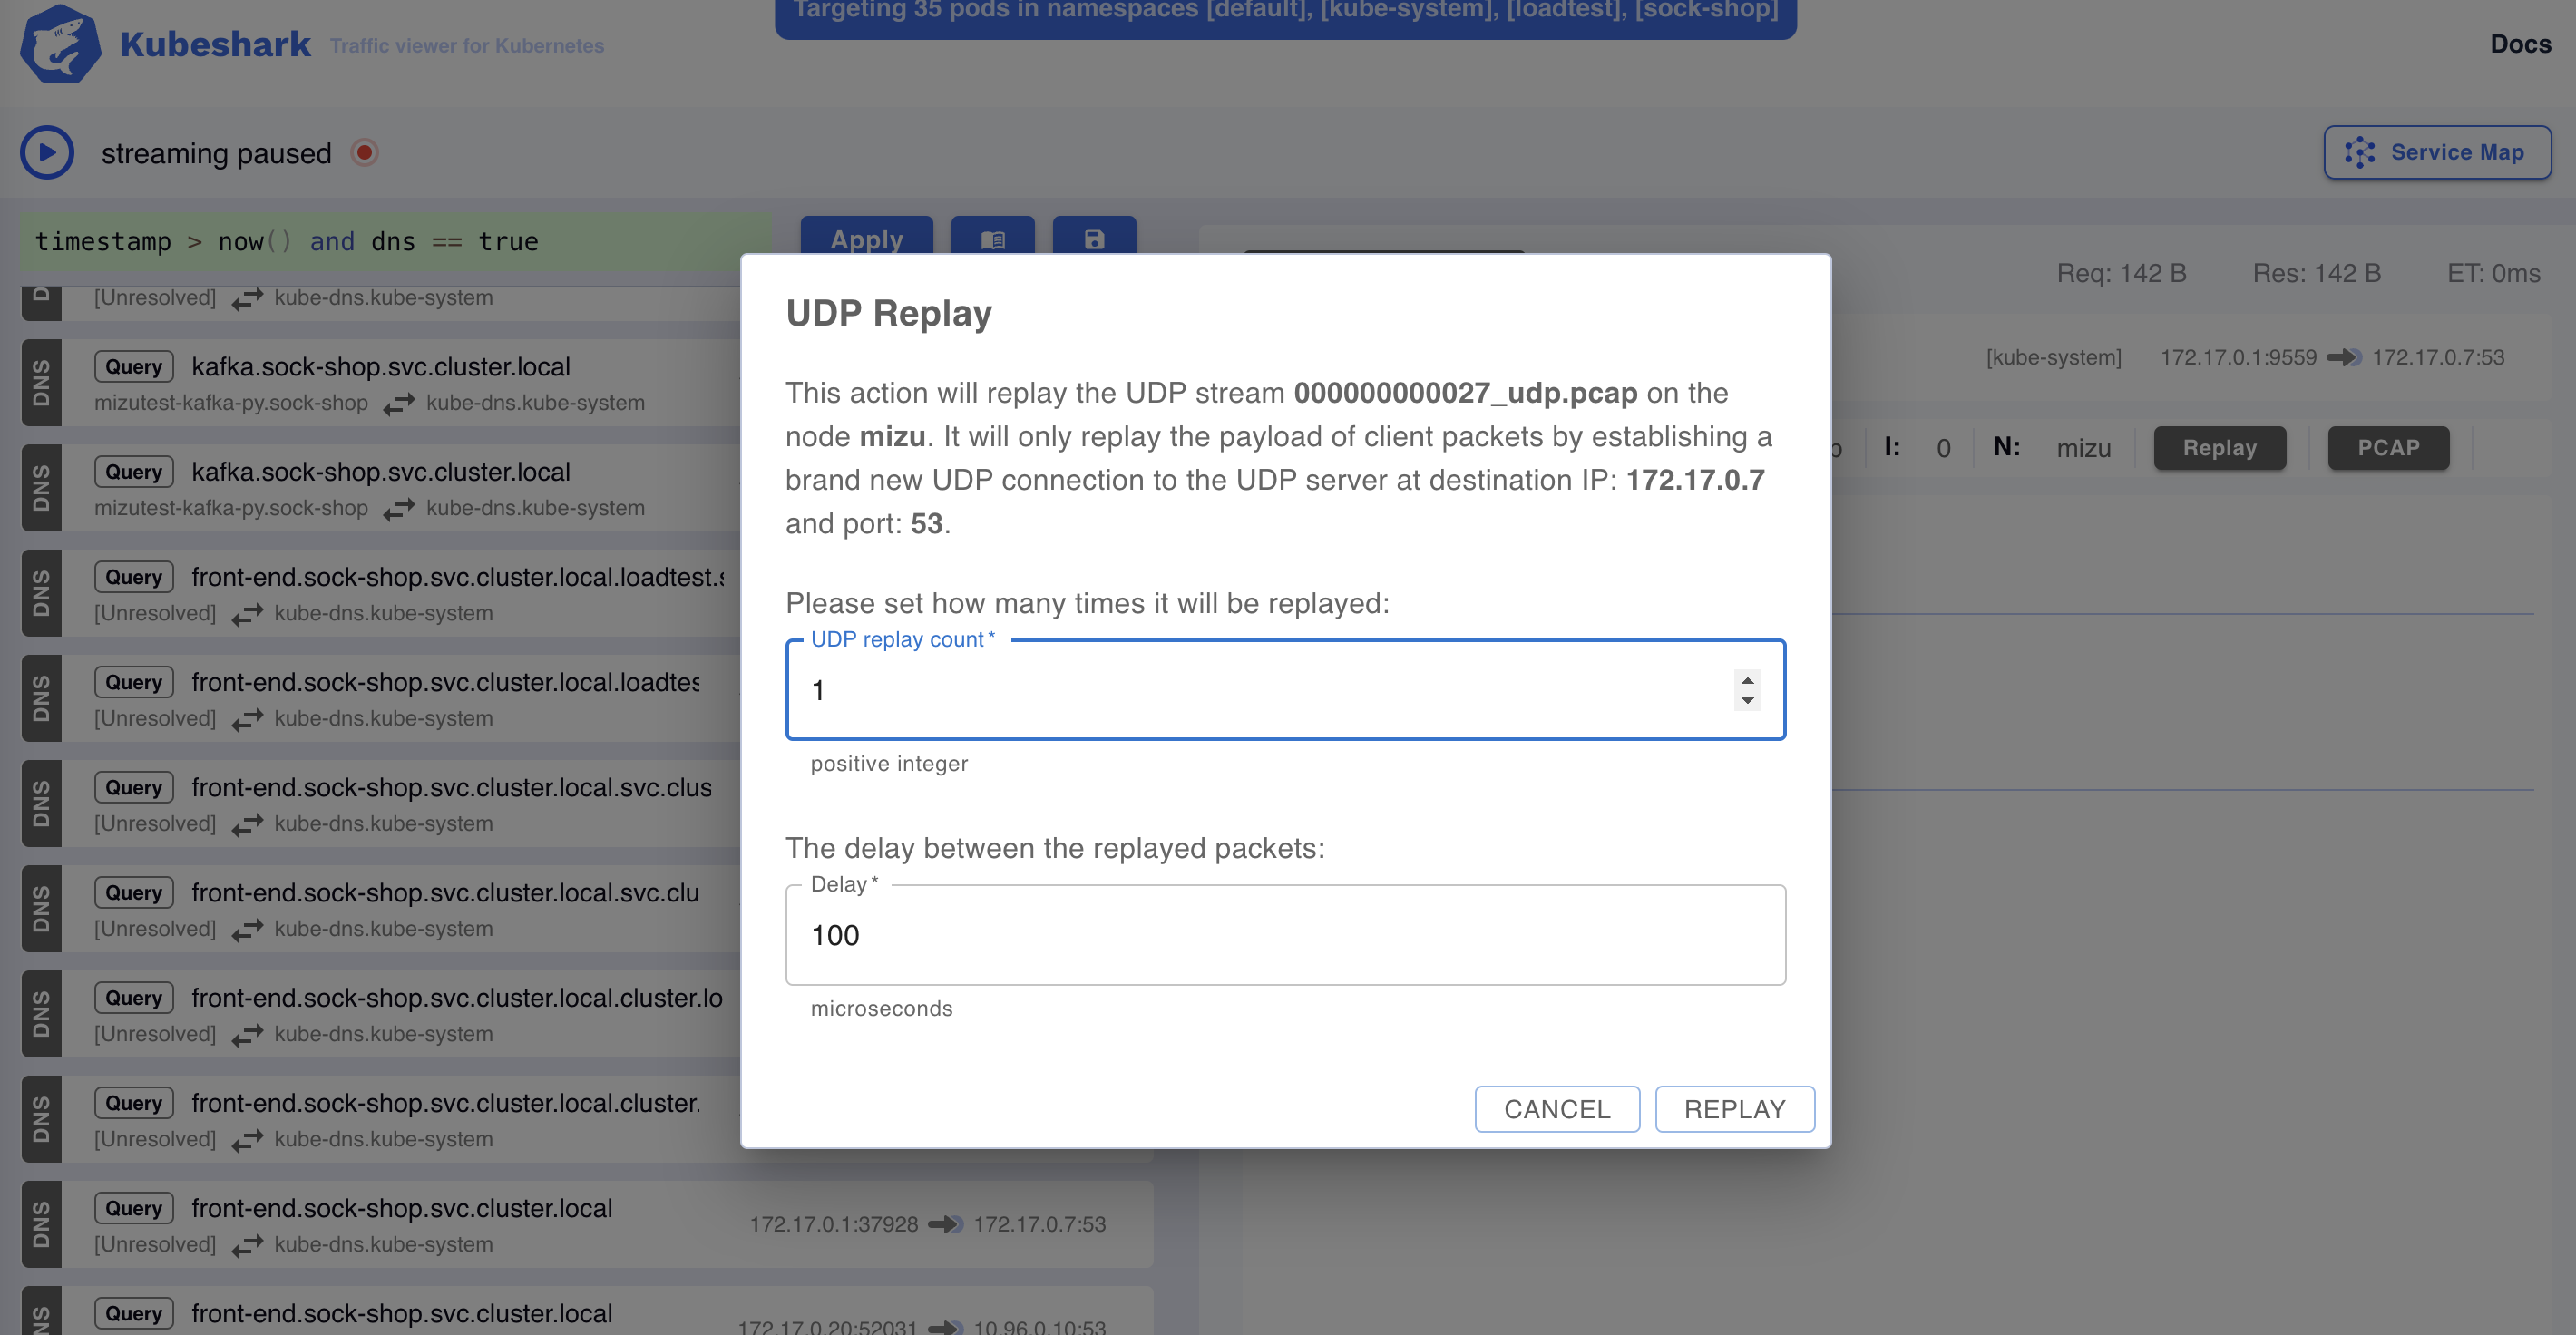 Targeting 35 pods in namespaces [default], [kube-system], [loadtest], [sock-shop]
Kubeshark Traffic viewer for Kubernetes
Docs
streaming paused
Service Map
timestamp > now() and dns == true
Apply
Req: 142 B Res: 142 B ET: 0ms
[Unresolved] kube-dns.kube-system
DNS
Query kafka.sock-shop.svc.cluster.local
mizutest-kafka-py.sock-shop kube-dns.kube-system
DNS
Query kafka.sock-shop.svc.cluster.local
mizutest-kafka-py.sock-shop kube-dns.kube-system
DNS
Query front-end.sock-shop.svc.cluster.local.loadtest.s
[Unresolved] kube-dns.kube-system
DNS
Query front-end.sock-shop.svc.cluster.local.loadtes
[Unresolved] kube-dns.kube-system
DNS
Query front-end.sock-shop.svc.cluster.local.svc.clus
[Unresolved] kube-dns.kube-system
DNS
Query front-end.sock-shop.svc.cluster.local.svc.clu
[Unresolved] kube-dns.kube-system
DNS
Query front-end.sock-shop.svc.cluster.local.cluster.lo
[Unresolved] kube-dns.kube-system
DNS
Query front-end.sock-shop.svc.cluster.local.cluster.
[Unresolved] kube-dns.kube-system
DNS
Query front-end.sock-shop.svc.cluster.local
172.17.0.1:37928 172.17.0.7:53
[Unresolved] kube-dns.kube-system
Query front-end.sock-shop.svc.cluster.local
172.17.0.20:52031 10.96.0.10:53
[kube-system] 172.17.0.1:9559 172.17.0.7:53
I: 0 N: mizu Replay PCAP
UDP Replay
This action will replay the UDP stream 000000000027_udp.pcap on the
node mizu. It will only replay the payload of client packets by establishing a
brand new UDP connection to the UDP server at destination IP: 172.17.0.7
and port: 53.
Please set how many times it will be replayed:
UDP replay count *
1
positive integer
The delay between the replayed packets:
Delay *
100
microseconds
CANCEL REPLAY